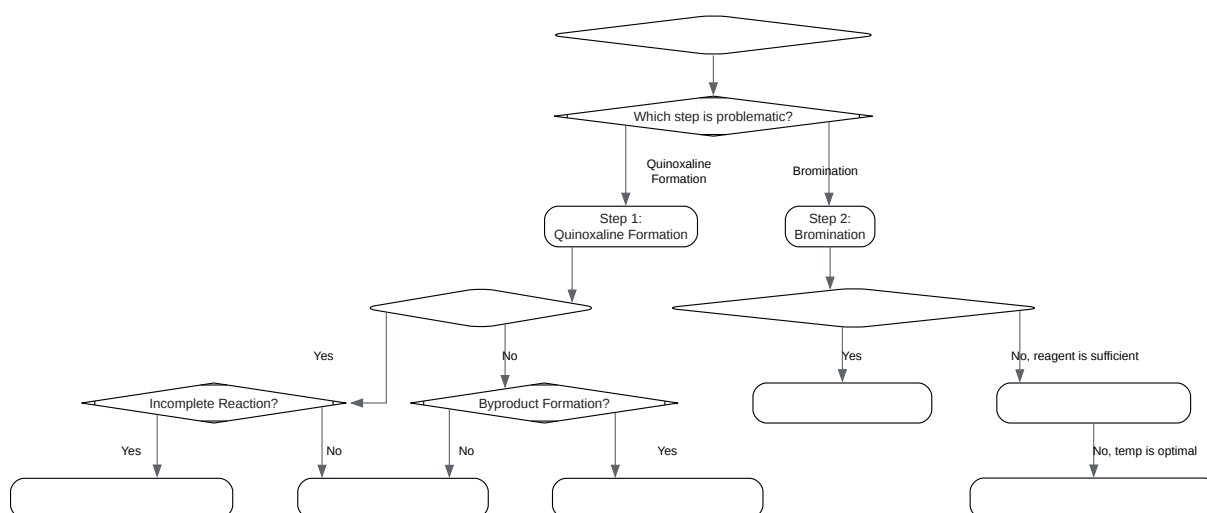 Which step is problematic?
Quinoxaline
Formation
Bromination
Step 1:
Quinoxaline Formation
Step 2:
Bromination
Yes
No
Yes
No, reagent is sufficient
Incomplete Reaction?
Byproduct Formation?
Yes
No
No
Yes
No, temp is optimal